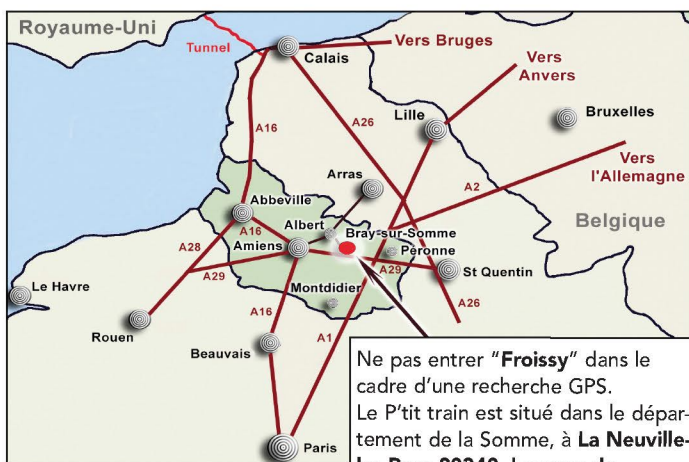 Royaume-Uni
Tunnel
Calais
Vers Bruges
Vers
Anvers
A16
A26
Lille
Bruxelles
Vers
l'Allemagne
Arras
A2
Abbeville
Belgique
Albert
A16
Bray-sur-Somme
A28
Amiens
Péronne
A29
A29
St Quentin
Le Havre
Montdidier
A16
A26
Rouen
A1
Beauvais
Paris
Ne pas entrer "Froissy" dans le
cadre d'une recherche GPS.
Le P'tit train est situé dans le dépar-
tement de la Somme, à La Neuville-